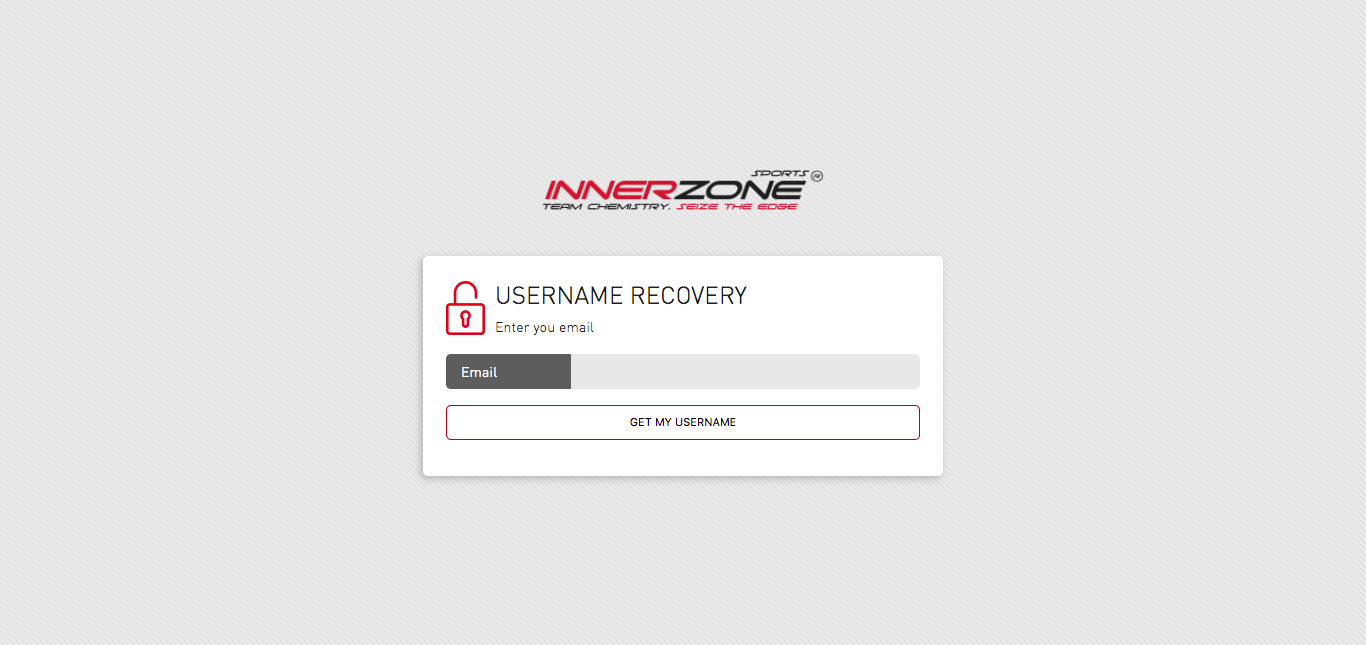 SPORTS
INNERZONE
TEAM CHEMISTRY. SEIZE THE EDGE
USERNAME RECOVERY
Enter you email
Email
GET MY USERNAME